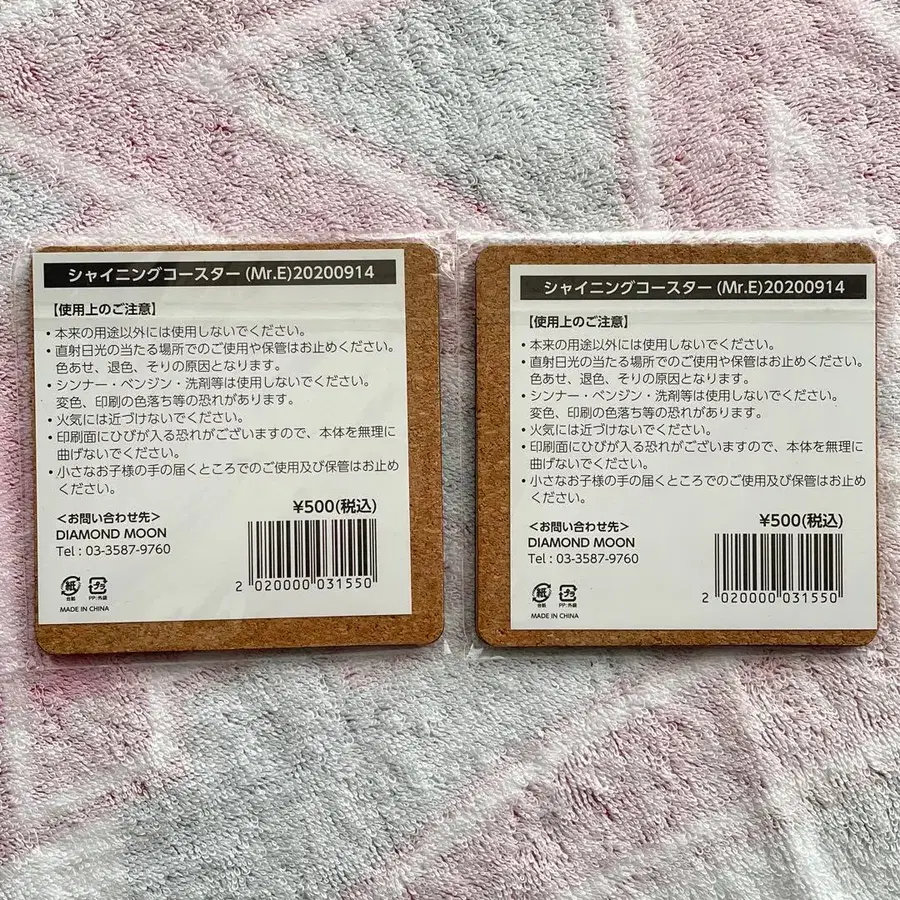 シャイニングコースター (Mr.E)20200914
【使用上のご注意】
・本来の用途以外には使用しないでください。
・直射日光の当たる場所でのご使用や保管はお止めください。
色あせ、退色、そりの原因となります。
・シンナー・ベンジン・洗剤等は使用しないでください。
変色、印刷の色落ち等の恐れがあります。
・火気には近づけないでください。
・印刷面にひびが入る恐れがございますので、本体を無理に
曲げないでください。
・小さなお子様の手の届くところでのご使用及び保管はお止め
ください。
¥500(税込)
<お問い合わせ先>
DIAMOND MOON
Tel : 03-3587-9760
2 020000 031550
紙 プラ
台紙 PP:外袋
MADE IN CHINA
シャイニングコースター (Mr.E)20200914
【使用上のご注意】
・本来の用途以外には使用しないでください。
・直射日光の当たる場所でのご使用や保管はお止めください。
色あせ、退色、そりの原因となります。
・シンナー・ベンジン・洗剤等は使用しないでください。
変色、印刷の色落ち等の恐れがあります。
・火気には近づけないでください。
・印刷面にひびが入る恐れがございますので、本体を無理に
曲げないでください。
・小さなお子様の手の届くところでのご使用及び保管はお止め
ください。
¥500(税込)
<お問い合わせ先>
DIAMOND MOON
Tel : 03-3587-9760
2 020000 031550
紙 プラ
台紙 PP:外袋
MADE IN CHINA